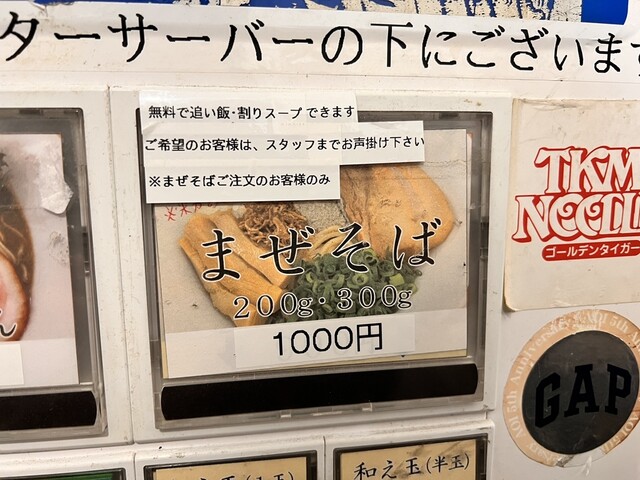 ターサーバーの下にございます
無料で追い飯・割りスープできます
ご希望のお客様は、スタッフまでお声掛け下さい
※まぜそばご注文のお客様のみ
まぜそば
200g・300g
1000円
ん
TKM
NOODL
ゴールデンタイガー
5th Anniver
GAP
和え玉(半玉)